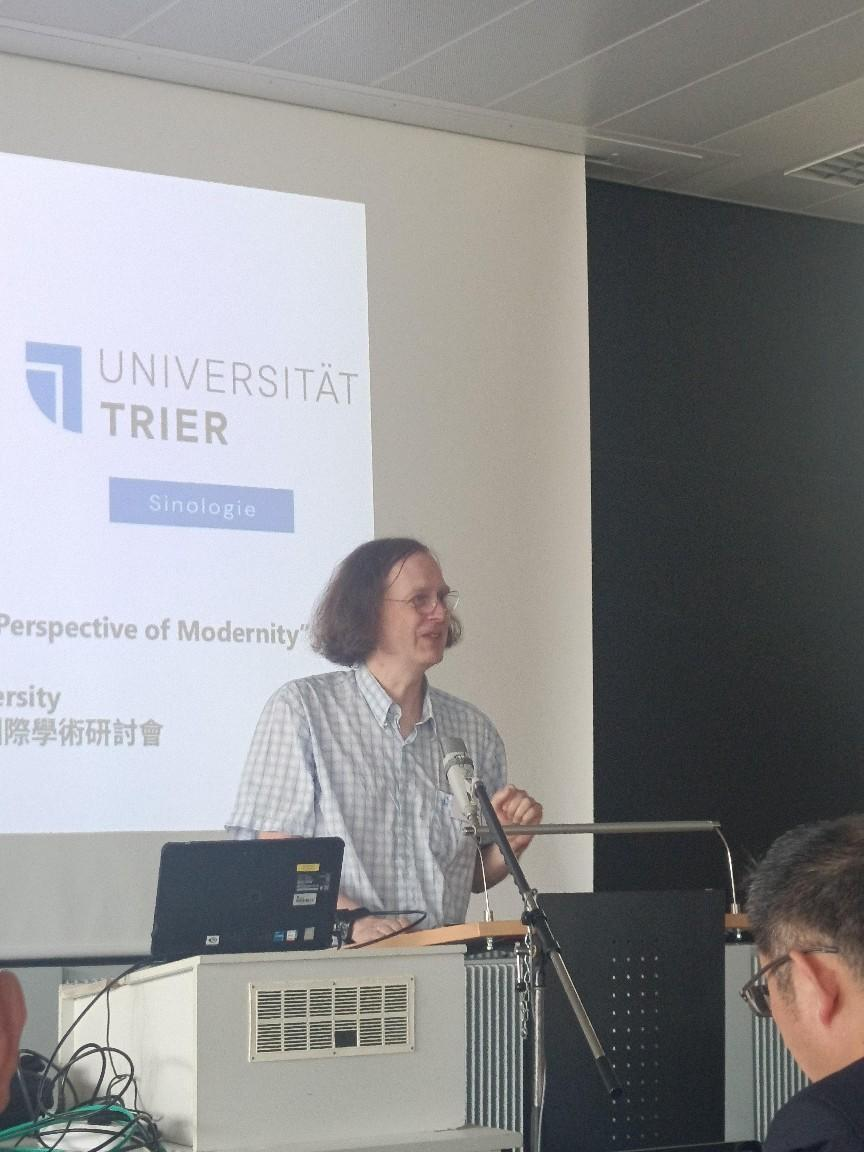 UNIVERSITÄT
TRIER
Sinologie
Perspective of Modernity"
ersity
際學術研討會